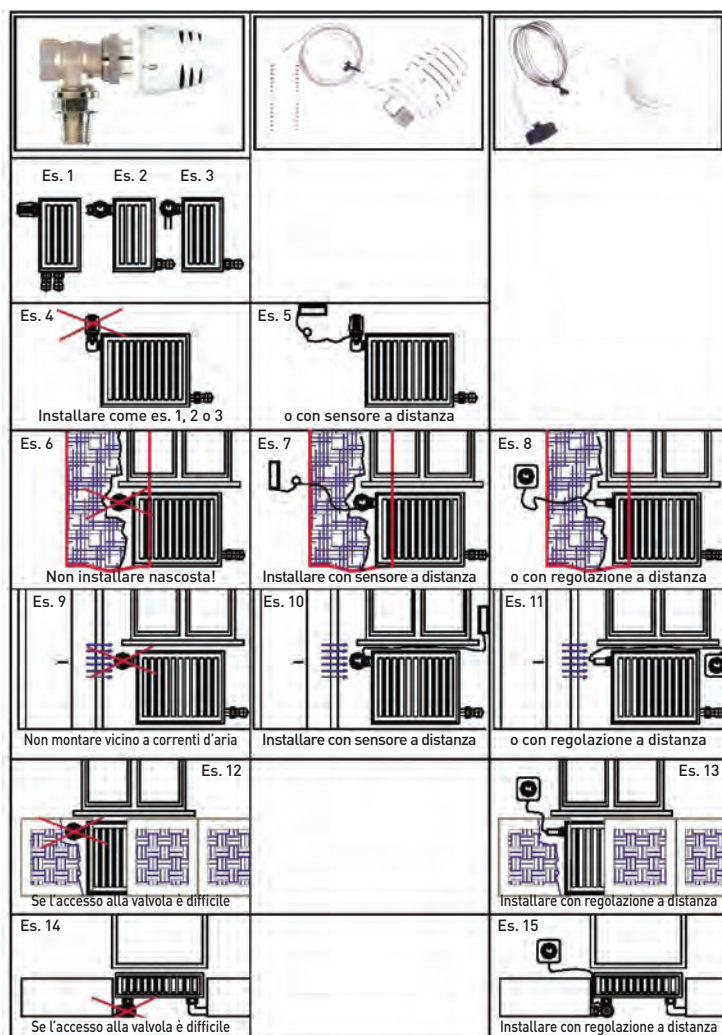 Es. 1
Es. 2
Es. 3
Es. 4
Installare come es. 1, 2 o 3
Es. 5
o con sensore a distanza
Es. 6
Non installare nascosta!
Es. 7
Installare con sensore a distanza
Es. 8
o con regolazione a distanza
Es. 9
Non montare vicino a correnti d'aria
Es. 10
Installare con sensore a distanza
Es. 11
o con regolazione a distanza
Es. 12
Se l'accesso alla valvola è difficile
Es. 13
Installare con regolazione a distanza
Es. 14
Se l'accesso alla valvola è difficile
Es. 15
Installare con regolazione a distanza